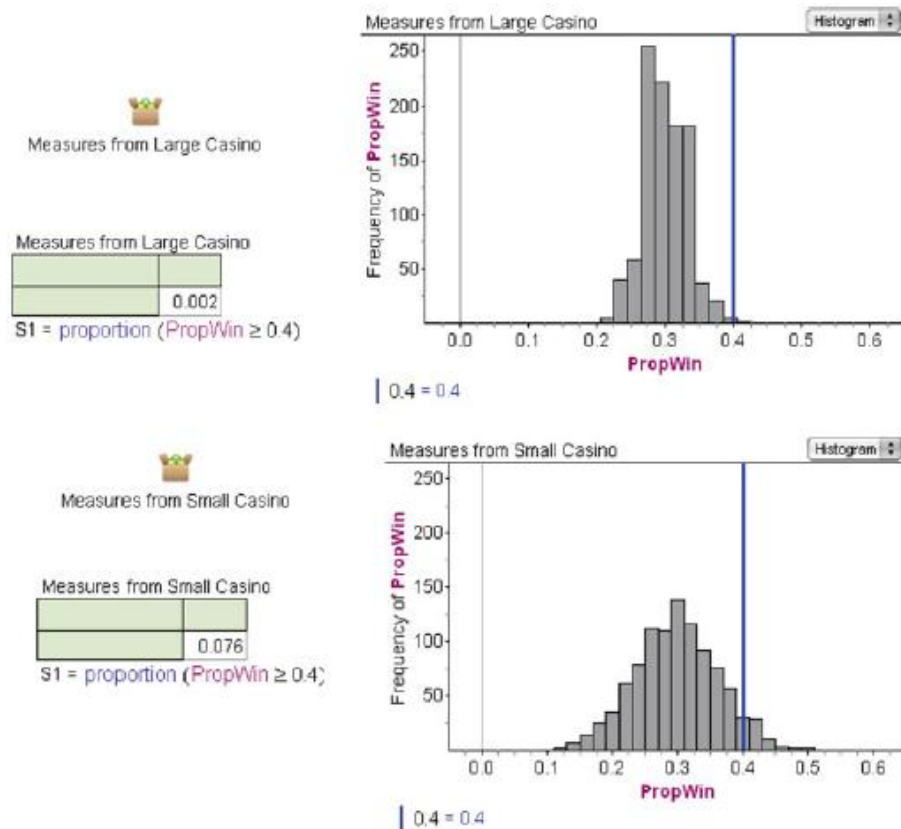 Measures from Large Casino
Histogram
250
200
150
100
50
Frequency of PropWin
0.0 0.1 0.2 0.3 0.4 0.5 0.6
PropWin
0.4 = 0.4
Measures from Large Casino
Measures from Large Casino
0.002
S1 = proportion (PropWin ≥ 0.4)
Measures from Small Casino
Histogram
250
200
150
100
50
Frequency of PropWin
0.0 0.1 0.2 0.3 0.4 0.5 0.6
PropWin
0.4 = 0.4
Measures from Small Casino
Measures from Small Casino
0.076
S1 = proportion (PropWin ≥ 0.4)